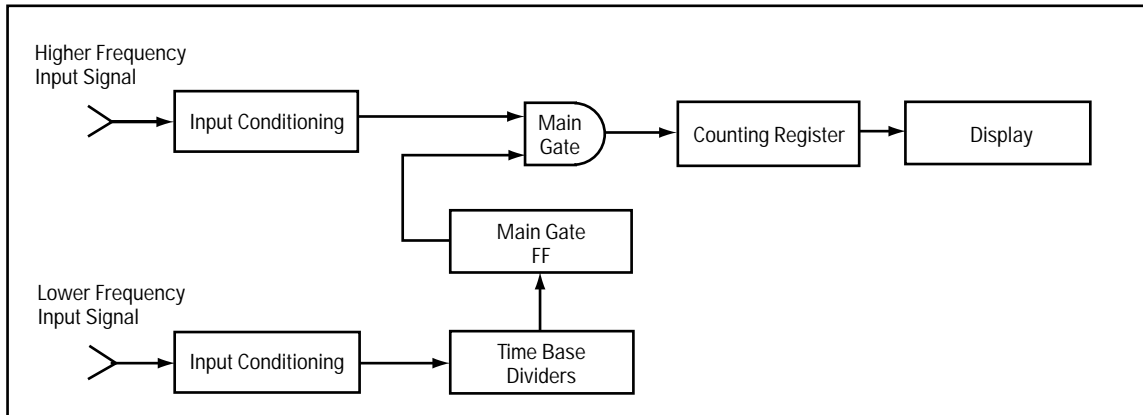 Higher Frequency
Input Signal
Input Conditioning
Main
Gate
Counting Register
Display
Main Gate
FF
Lower Frequency
Input Signal
Input Conditioning
Time Base
Dividers